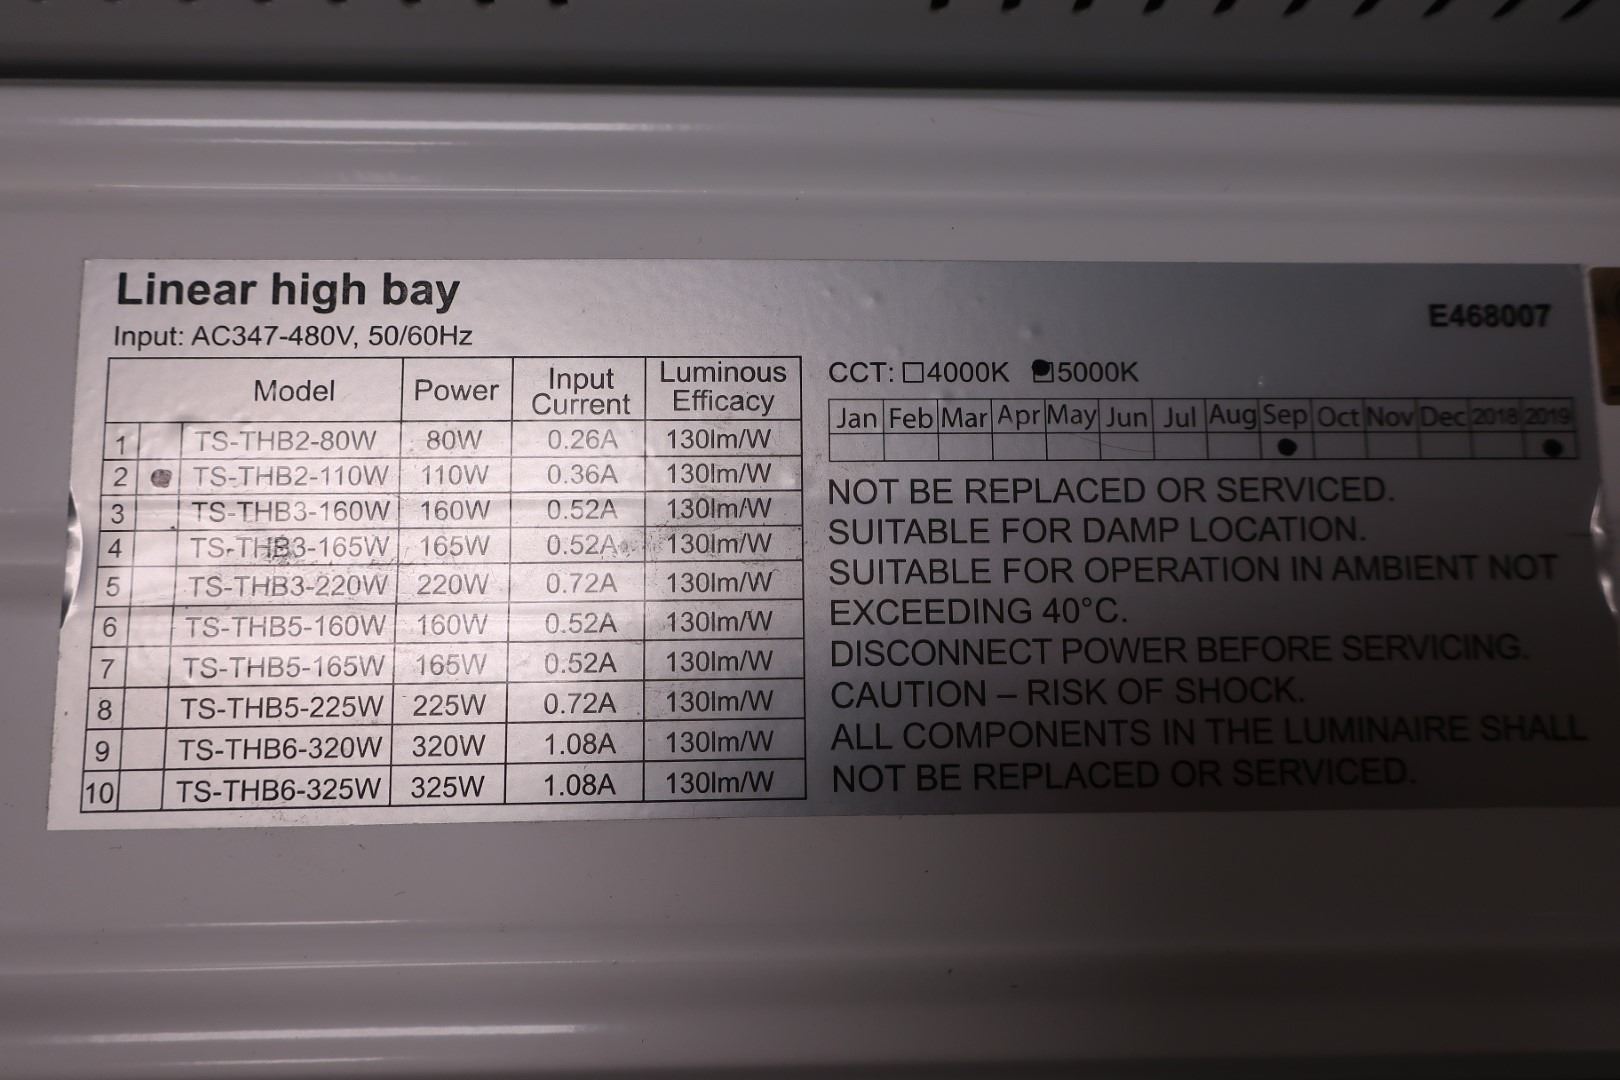 Linear high bay
Input: AC347-480V, 50/60Hz
E468007
Model Power Input Current Luminous Efficacy
1 TS-THB2-80W 80W 0.26A 130lm/W
2 TS-THB2-110W 110W 0.36A 130lm/W
3 TS-THB3-160W 160W 0.52A 130lm/W
4 TS-THB3-165W 165W 0.52A 130lm/W
5 TS-THB3-220W 220W 0.72A 130lm/W
6 TS-THB5-160W 160W 0.52A 130lm/W
7 TS-THB5-165W 165W 0.52A 130lm/W
8 TS-THB5-225W 225W 0.72A 130lm/W
9 TS-THB6-320W 320W 1.08A 130lm/W
10 TS-THB6-325W 325W 1.08A 130lm/W
CCT: 4000K 5000K
Jan Feb Mar Apr May Jun Jul Aug Sep Oct Nov Dec 2018 2019
NOT BE REPLACED OR SERVICED.
SUITABLE FOR DAMP LOCATION.
SUITABLE FOR OPERATION IN AMBIENT NOT
EXCEEDING 40°C.
DISCONNECT POWER BEFORE SERVICING.
CAUTION – RISK OF SHOCK.
ALL COMPONENTS IN THE LUMINAIRE SHALL
NOT BE REPLACED OR SERVICED.